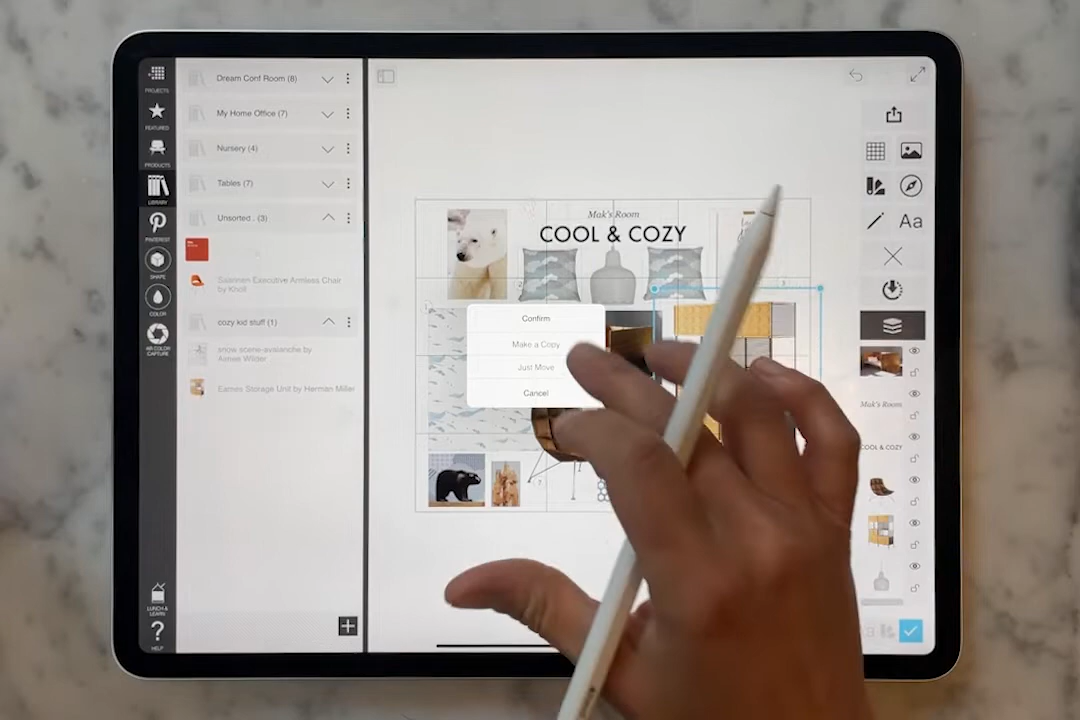 PROJECTS
FEATURED
PRODUCTS
LIBRARY
PINTEREST
SHAPE
COLOR
AR COLOR
CAPTURE
LUNCH &
LEARN
HELP
Dream Conf Room (8)
My Home Office (7)
Nursery (4)
Tables (7)
Unsorted . (3)
Saarinen Executive Armless Chair
by Knoll
cozy kid stuff (1)
snow scene-avalanche by
Aimee Wilder
Eames Storage Unit by Herman Miller
Mak's Room
COOL & COZY
Confirm
Make a Copy
Just Move
Cancel
Aa
Mak's Room
COOL & COZY